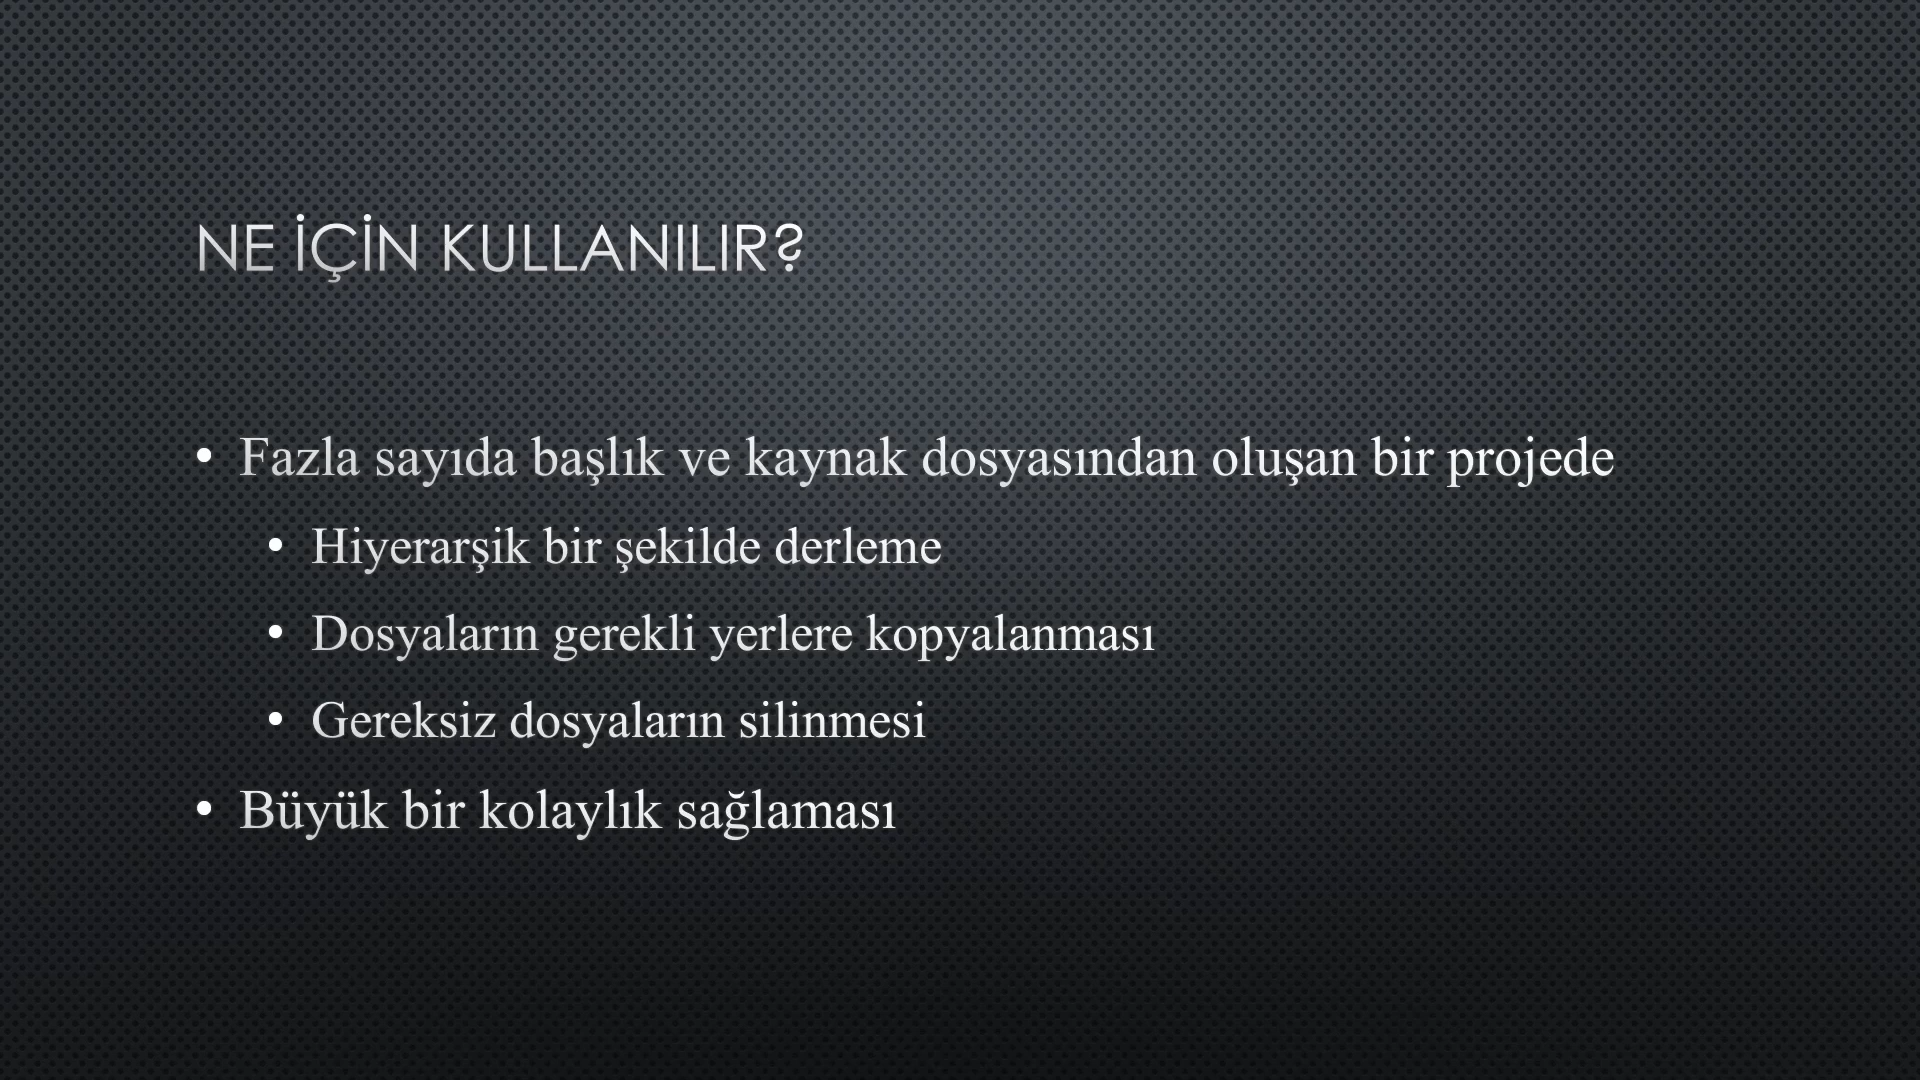 NE İÇİN KULLANILIR?
• Fazla sayıda başlık ve kaynak dosyasından oluşan bir projede
• Hiyerarşik bir şekilde derleme
• Dosyaların gerekli yerlere kopyalanması
• Gereksiz dosyaların silinmesi
• Büyük bir kolaylık sağlaması